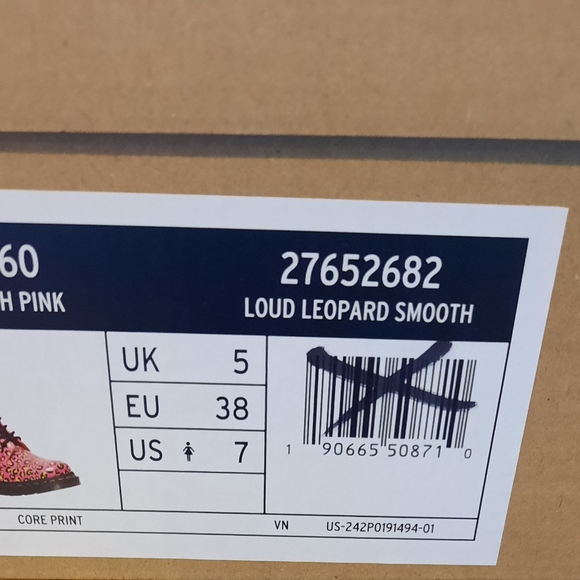 60
27652682
H PINK
LOUD LEOPARD SMOOTH
UK 5
EU 38
US 7
1 90665 50871 0
CORE PRINT
VN
US-242P0191494-01